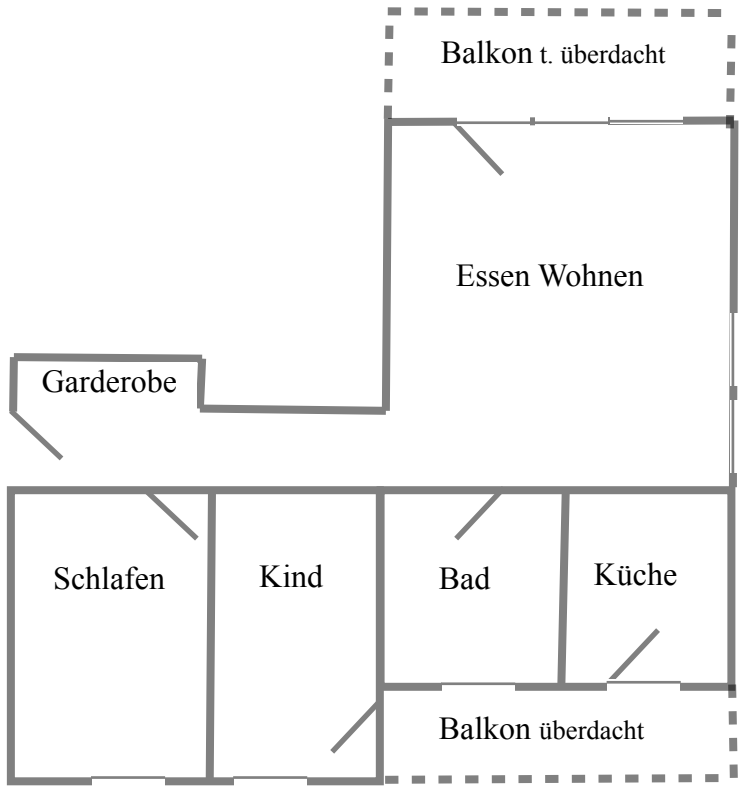 Balkon t. überdacht
Essen Wohnen
Garderobe
Schlafen
Kind
Bad
Küche
Balkon überdacht